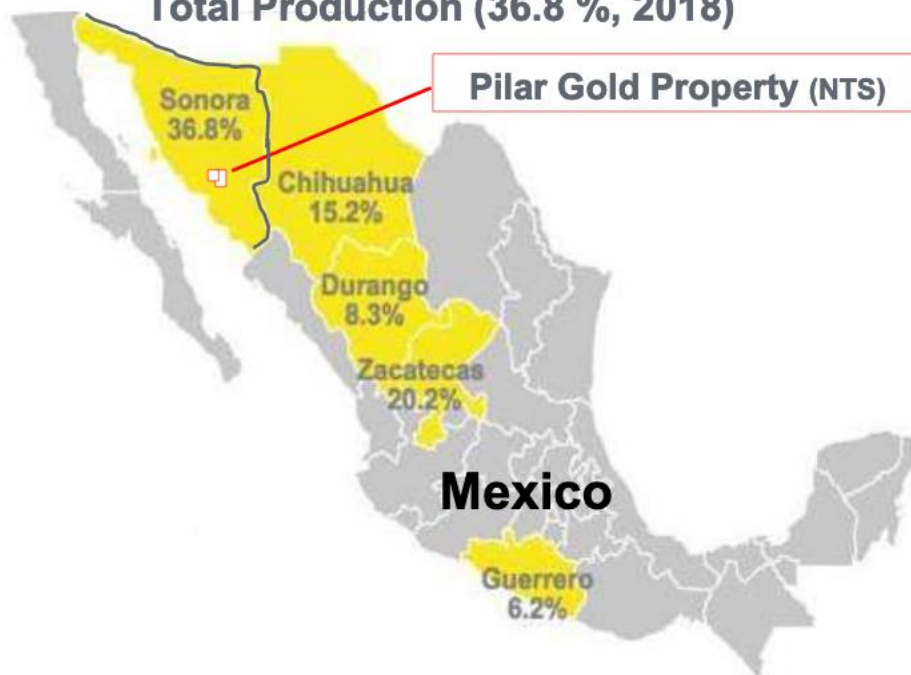 Total Production (36.8 %, 2018)
Pilar Gold Property (NTS)
Sonora
36.8%
Chihuahua
15.2%
Durango
8.3%
Zacatecas
20.2%
Mexico
Guerrero
6.2%